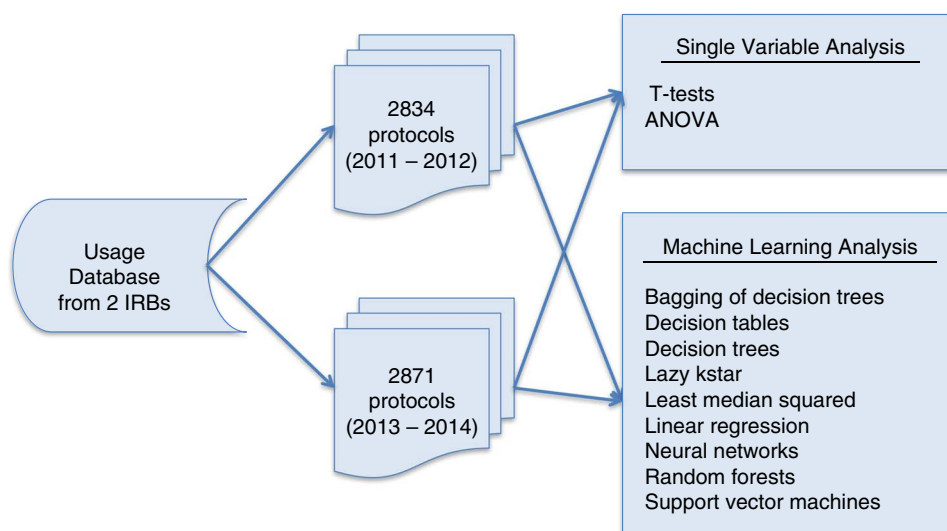 Usage
Database
from 2 IRBs
2834
protocols
(2011 – 2012)
2871
protocols
(2013 – 2014)
Single Variable Analysis
T-tests
ANOVA
Machine Learning Analysis
Bagging of decision trees
Decision tables
Decision trees
Lazy kstar
Least median squared
Linear regression
Neural networks
Random forests
Support vector machines